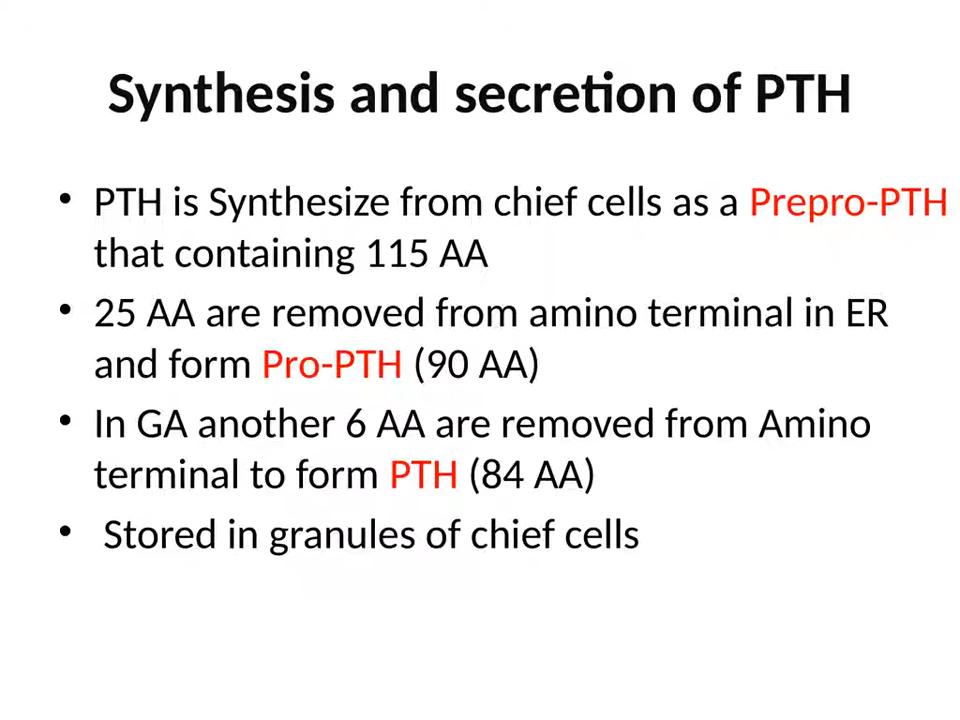 Synthesis and secretion of PTH
• PTH is Synthesize from chief cells as a Prepro-PTH
that containing 115 AA
• 25 AA are removed from amino terminal in ER
and form Pro-PTH (90 AA)
• In GA another 6 AA are removed from Amino
terminal to form PTH (84 AA)
• Stored in granules of chief cells